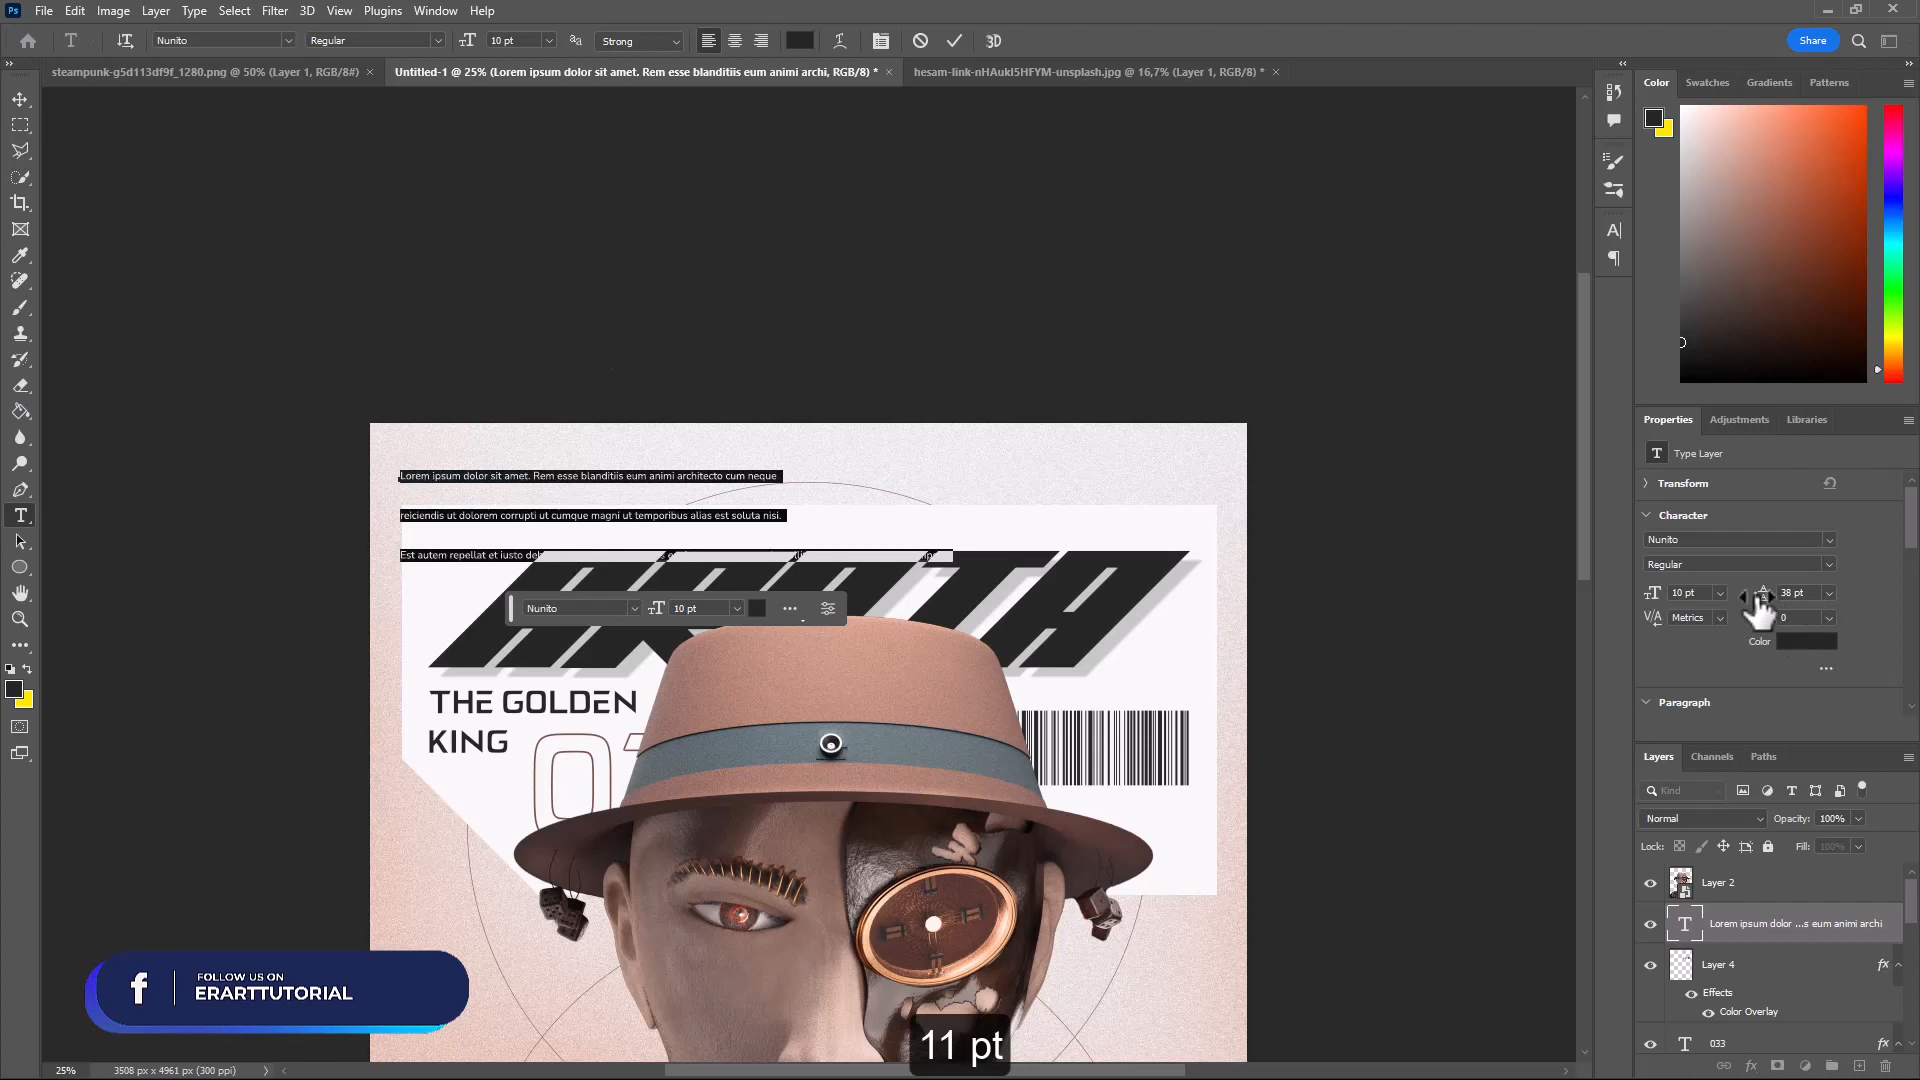 File Edit Image Layer Type Select Filter 3D View Plugins Window Help
Nunito Regular 10 pt Strong 3D Share
steampunk-g5d113df9f_1280.png @ 50% (Layer 1, RGB/8#) × Untitled-1 @ 25% (Lorem ipsum dolor sit amet. Rem esse blanditiis eum animi archi, RGB/8) * × hesam-link-nHAukI5HFYM-unsplash.jpg @ 16,7% (Layer 1, RGB/8) * ×
Color Swatches Gradients Patterns
Properties Adjustments Libraries
Type Layer
Transform
Character
Nunito
Regular
10 pt 38 pt
Metrics 0
Color
Paragraph
Lorem ipsum dolor sit amet. Rem esse blanditiis eum animi architecto cum neque
reiciendis ut dolorem corrupti ut cumque magni ut temporibus alias est soluta nisi.
Est autem repellat et iusto
Nunito 10 pt
THE GOLDEN
KING
Layers Channels Paths
Kind
Normal Opacity: 100%
Lock: Fill: 100%
Layer 2
Lorem ipsum dolor ...s eum animi archi
Layer 4 fx
Effects
Color Overlay
033 fx
FOLLOW US ON
ERARTTUTORIAL
11 pt
25% 3508 px x 4961 px (300 ppi)